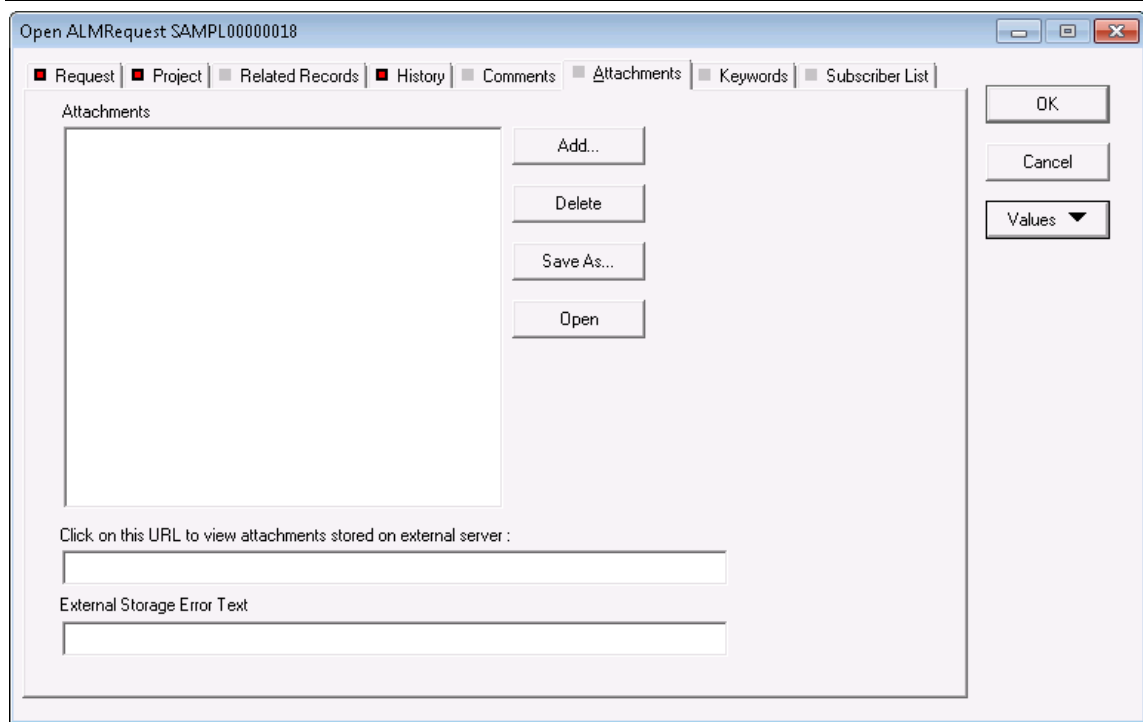 Open ALMRequest SAMPL00000018
Request Project Related Records History Comments Attachments Keywords Subscriber List
Attachments
Add...
Delete
Save As...
Open
OK
Cancel
Values
Click on this URL to view attachments stored on external server :
External Storage Error Text